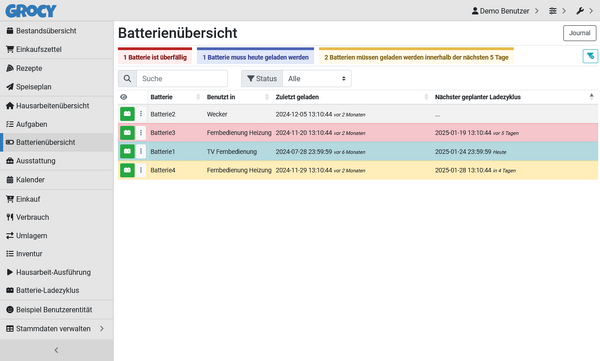 GROCY
Demo Benutzer
Bestandsübersicht
Einkaufszettel
Rezepte
Speiseplan
Hausarbeitenübersicht
Aufgaben
Batterienübersicht
Ausstattung
Kalender
Einkauf
Verbrauch
Umlagern
Inventur
Hausarbeit-Ausführung
Batterie-Ladezyklus
Beispiel Benutzerentität
Stammdaten verwalten
Batterienübersicht
Journal
1 Batterie ist überfällig
1 Batterie muss heute geladen werden
2 Batterien müssen geladen werden innerhalb der nächsten 5 Tage
Suche
Status
Alle
Batterie Benutzt in Zuletzt geladen Nächster geplanter Ladezyklus
Batterie2 Wecker 2024-12-05 13:10:44 vor 2 Monaten ...
Batterie3 Fernbedienung Heizung 2024-11-20 13:10:44 vor 2 Monaten 2025-01-19 13:10:44 vor 5 Tagen
Batterie1 TV Fernbedienung 2024-07-28 23:59:59 vor 6 Monaten 2025-01-24 23:59:59 Heute
Batterie4 Fernbedienung Heizung 2024-11-29 13:10:44 vor 2 Monaten 2025-01-28 13:10:44 in 4 Tagen